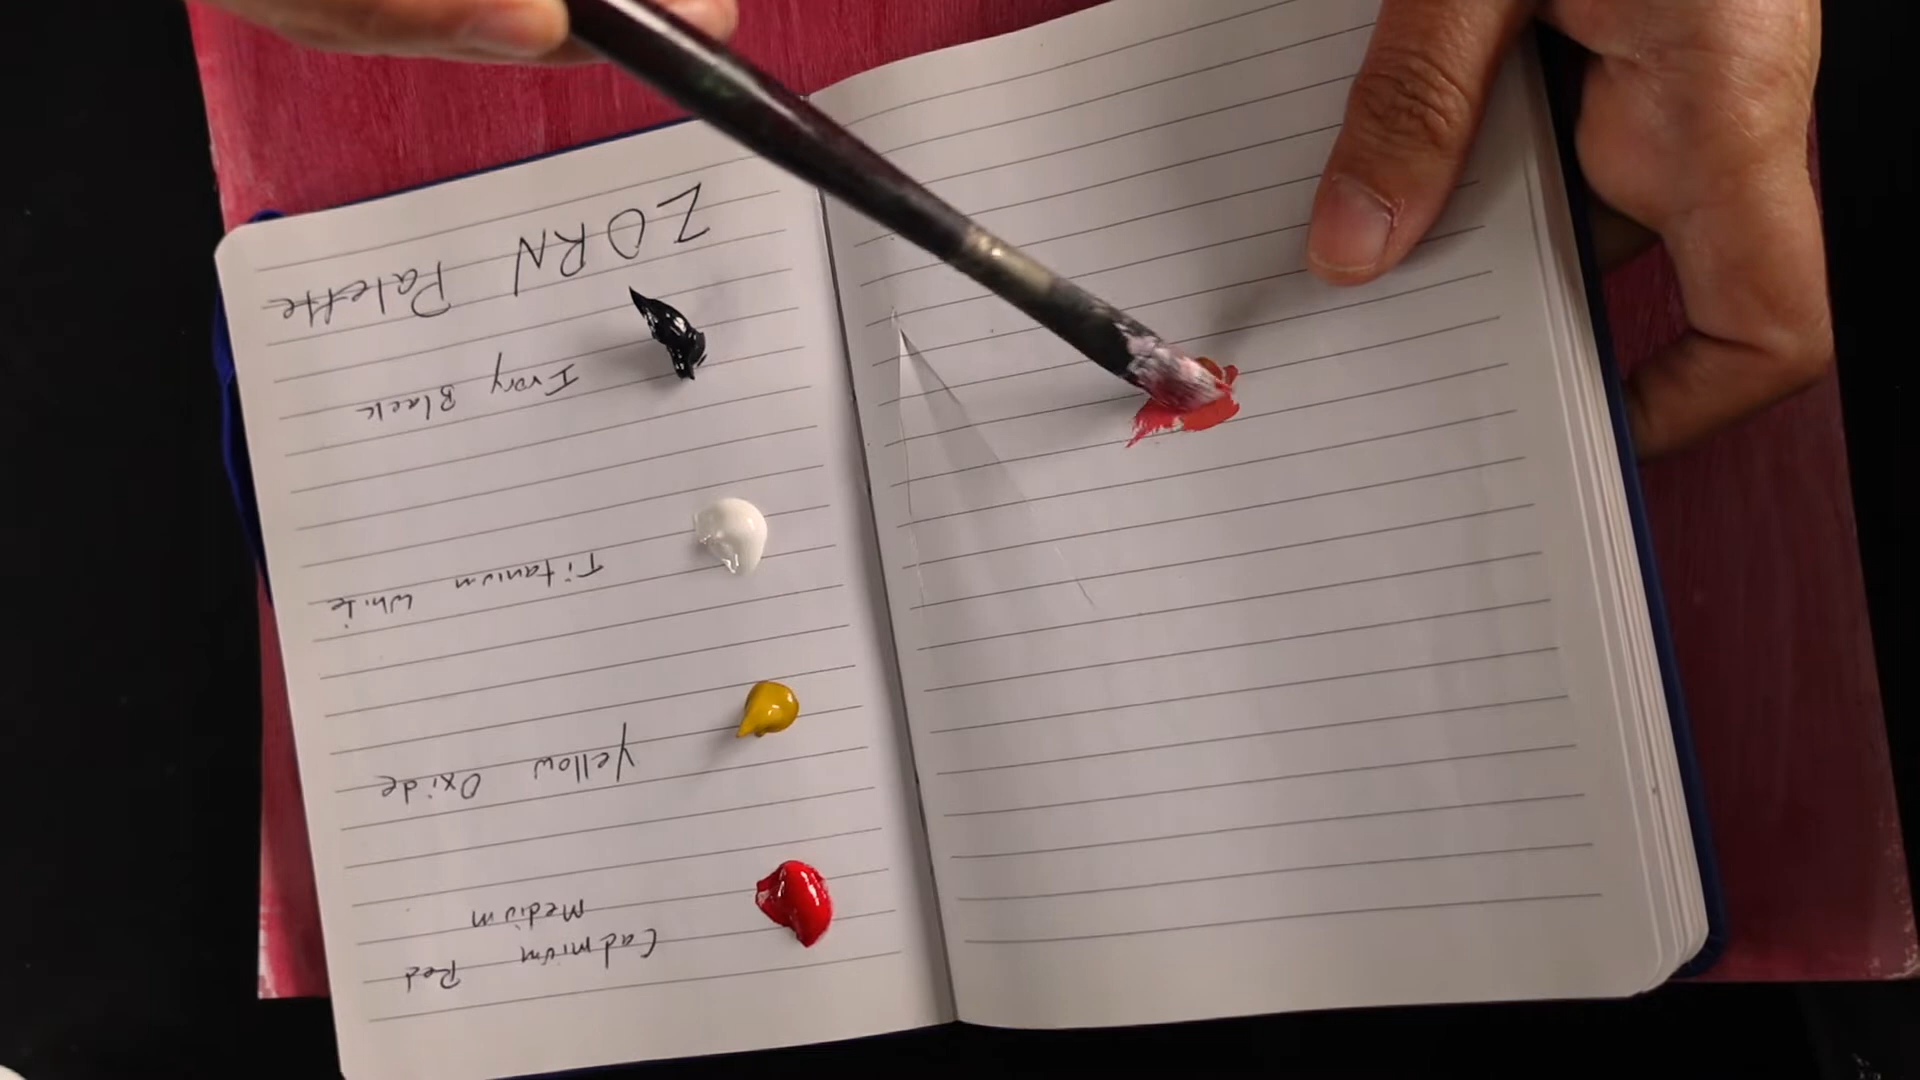 Cadmium Red
Medium
Yellow Oxide
Titanium White
Ivory Black
ZORN Palette